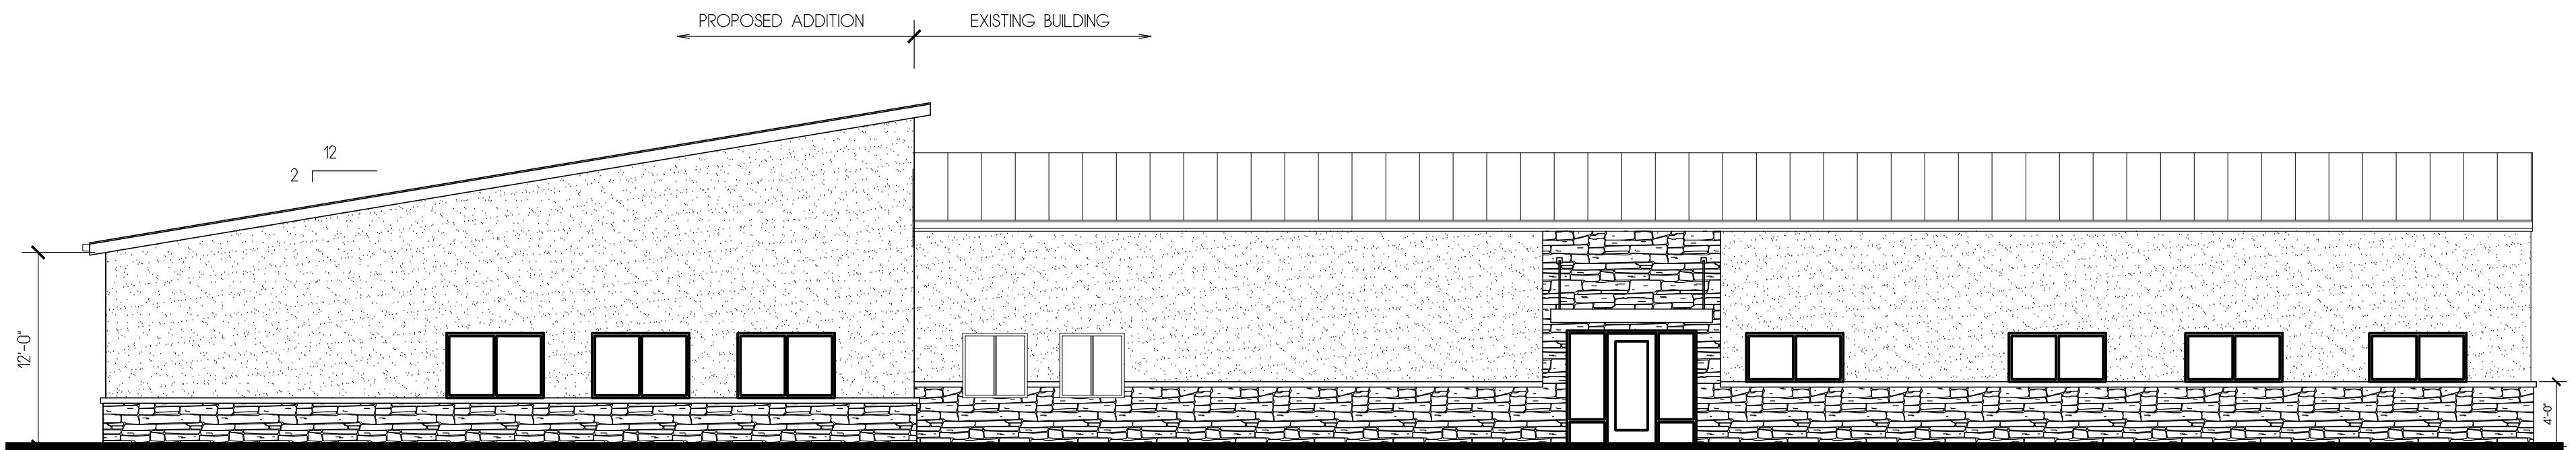 PROPOSED ADDITION
EXISTING BUILDING
12
2
12'-0"
4'-0"